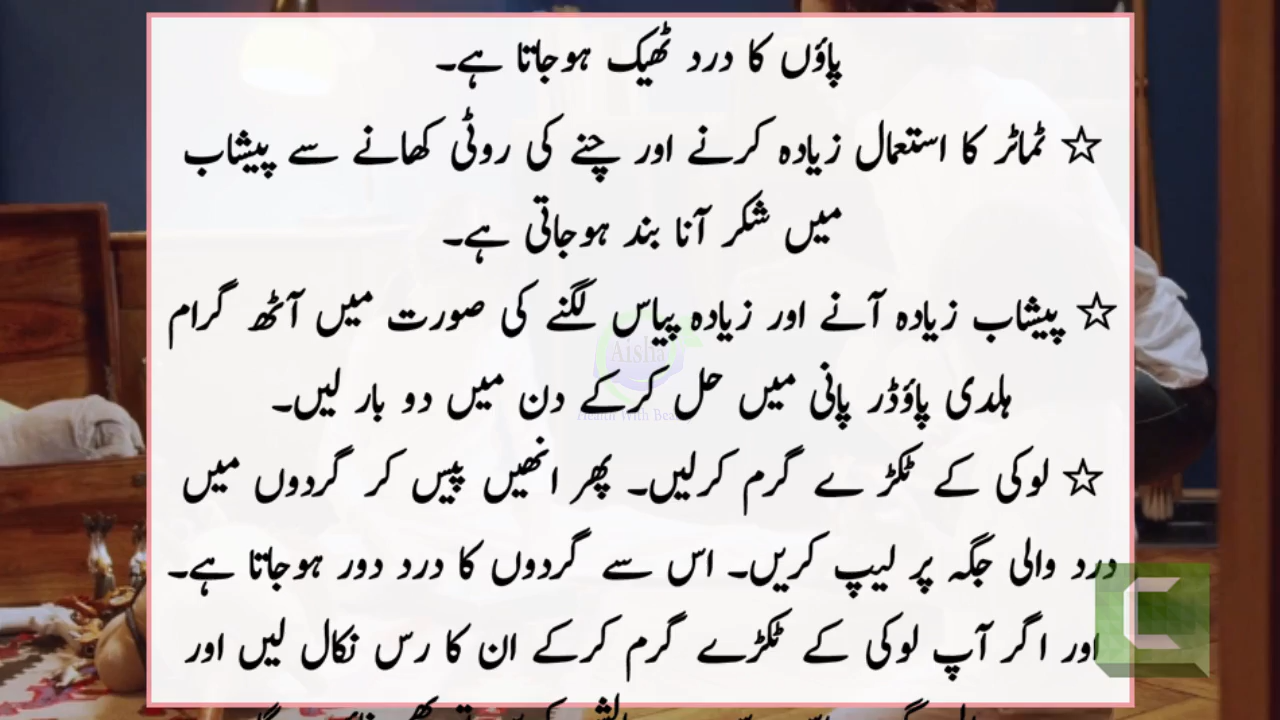 پاؤں کا درد ٹھیک ہوجاتا ہے۔
☆ ٹماٹر کا استعمال زیادہ کرنے اور چنے کی روٹی کھانے سے پیشاب
میں شکر آنا بند ہوجاتی ہے۔
☆ پیشاب زیادہ آنے اور زیادہ پیاس لگنے کی صورت میں آٹھ گرام
Aisha
ہلدی پاؤڈر پانی میں حل کرکے دن میں دو بار لیں۔
☆ لوکی کے ٹکڑ ے گرم کرلیں۔ پھر انھیں پیس کر گردوں میں
درد والی جگہ پر لیپ کریں۔ اس سے گردوں کا درد دور ہوجاتا ہے۔
اور اگر آپ لوکی کے ٹکڑے گرم کرکے ان کا رس نکال لیں اور